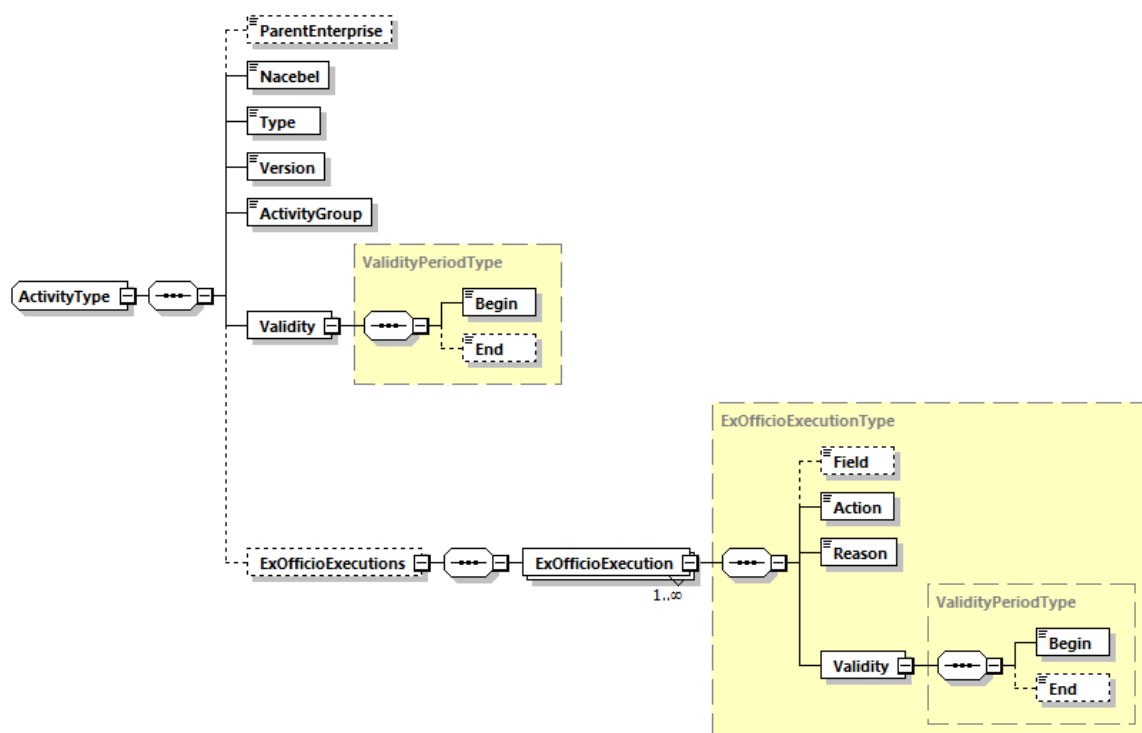 ParentEnterprise
Nacebel
Type
Version
ActivityGroup
ValidityPeriodType
ActivityType
Validity
Begin
End
ExOfficioExecutionType
Field
Action
Reason
ExOfficioExecutions
ExOfficioExecution
1..∞
ValidityPeriodType
Validity
Begin
End